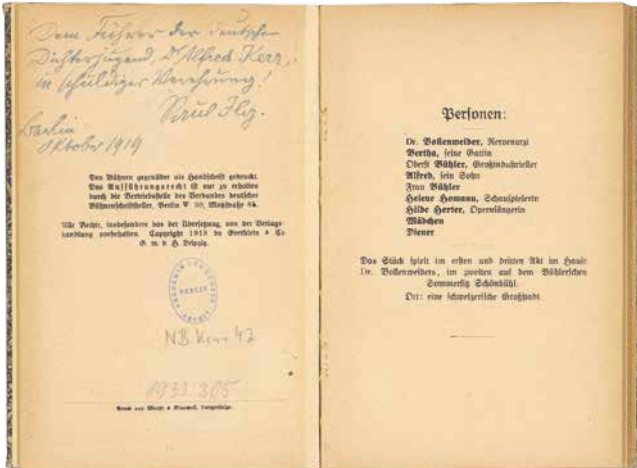 Dem Führer der deutschen
Dichterjugend, Dr Alfred Kerr,
in schuldiger Verehrung!
Paul Ilg.
Berlin
Oktober 1919
Den Bühnen gegenüber als Handschrift gedruckt.
Das Aufführungsrecht ist nur zu erhalten
durch die Vertriebsstelle des Verbandes deutscher
Bühnenschriftsteller, Berlin W 30, Motzstraße 85.
Alle Rechte, insbesondere das der Übersetzung, von der Verlags-
handlung vorbehalten. Copyright 1918 by Gerstein & Co
G. m. b. H. Leipzig.
BERLIN
NB Kerr 42
1933.305
Druck von
Personen:
Dr. Bollenweider, Nervenarzt
Bertha, seine Gattin
Oberst Bühler, Großindustrieller
Alfred, sein Sohn
Frau Bühler
Helene Homann, Schauspielerin
Hilde Herter, Opernsängerin
Mädchen
Diener
Das Stück spielt im ersten und dritten Akt im Hause
Dr. Bollenweiders, im zweiten auf dem Bühlerschen
Sommersitz Schönbühl.
Ort: eine schweizerische Großstadt.